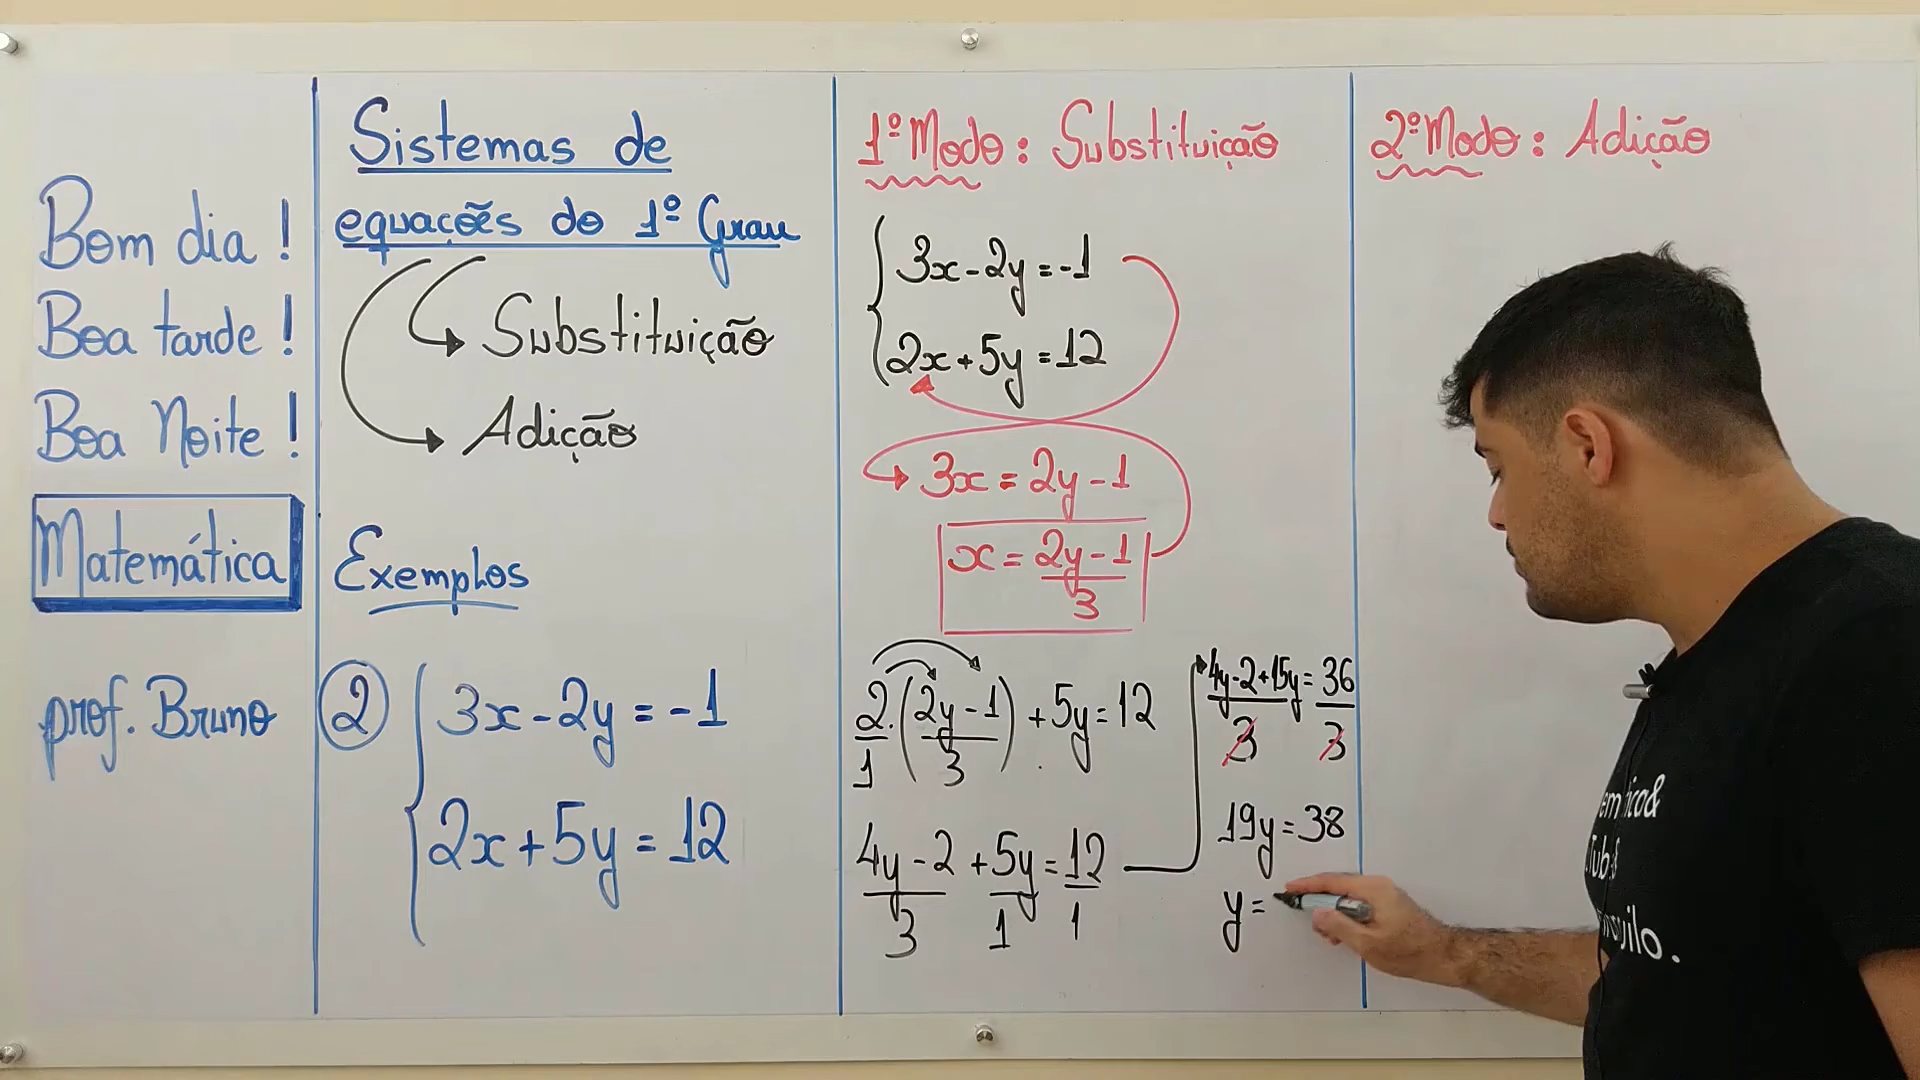 Bom dia !
Boa tarde !
Boa Noite !
Matemática
prof. Bruno
Sistemas de
equações do 1º Grau
Substituição
Adição
Exemplos
2
3x - 2y = -1
2x + 5y = 12
1º Modo : Substituição
3x - 2y = -1
2x + 5y = 12
3x = 2y - 1
x = 2y - 1
3
2 . (2y - 1) + 5y = 12
1 3
4y - 2 + 5y = 12
3 1 1
4y - 2 + 15y = 36
3 3
19y = 38
y =
2º Modo : Adição